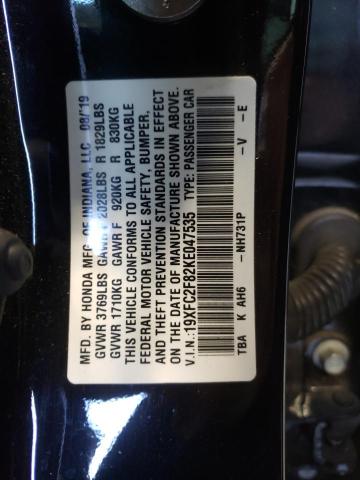 MFD. BY HONDA MFG. OF INDIANA, LLC 08/19
GVWR 3769LBS GAWR F 2028LBS R 1829LBS
GVWR 1710KG GAWR F 920KG R 830KG
THIS VEHICLE CONFORMS TO ALL APPLICABLE
FEDERAL MOTOR VEHICLE SAFETY, BUMPER,
AND THEFT PREVENTION STANDARDS IN EFFECT
ON THE DATE OF MANUFACTURE SHOWN ABOVE.
V.I.N.: 19XFC2F82KE047535 TYPE: PASSENGER CAR
TBA K AH6 -NH731P -V -E